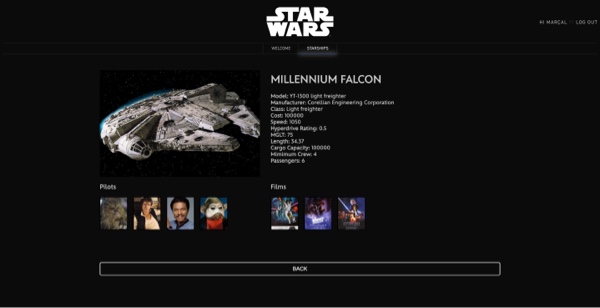 STAR
WARS
HI MARÇAL :: LOG OUT
WELCOME
STARSHIPS
MILLENNIUM FALCON
Model: YT-1300 light freighter
Manufacturer: Corellian Engineering Corporation
Class: Light freighter
Cost: 100000
Speed: 1050
Hyperdrive Rating: 0.5
MGLT: 75
Length: 34.37
Cargo Capacity: 100000
Mimimum Crew: 4
Passengers: 6
Pilots
Films
BACK